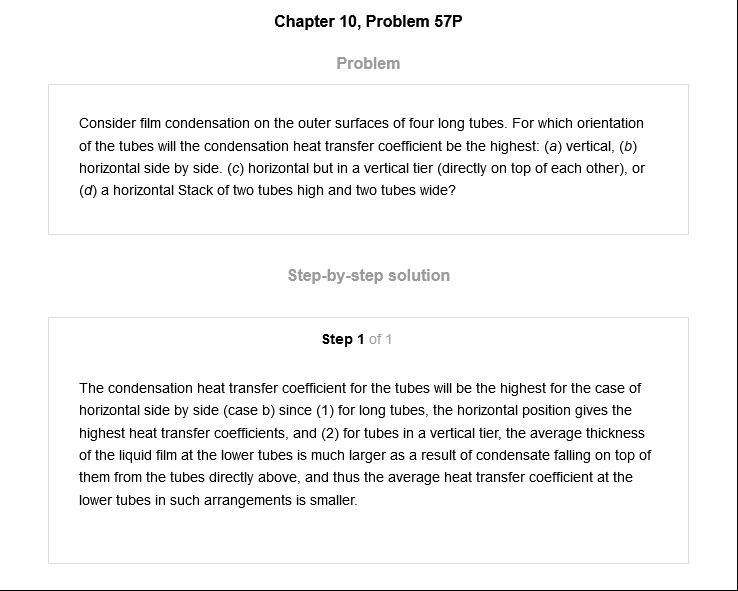 Chapter 10, Problem 57P
Problem
Consider film condensation on the outer surfaces of four long tubes. For which orientation
of the tubes will the condensation heat transfer coefficient be the highest: (a) vertical, (b)
horizontal side by side. (c) horizontal but in a vertical tier (directly on top of each other), or
(d) a horizontal Stack of two tubes high and two tubes wide?
Step-by-step solution
Step 1 of 1
The condensation heat transfer coefficient for the tubes will be the highest for the case of
horizontal side by side (case b) since (1) for long tubes, the horizontal position gives the
highest heat transfer coefficients, and (2) for tubes in a vertical tier, the average thickness
of the liquid film at the lower tubes is much larger as a result of condensate falling on top of
them from the tubes directly above, and thus the average heat transfer coefficient at the
lower tubes in such arrangements is smaller.